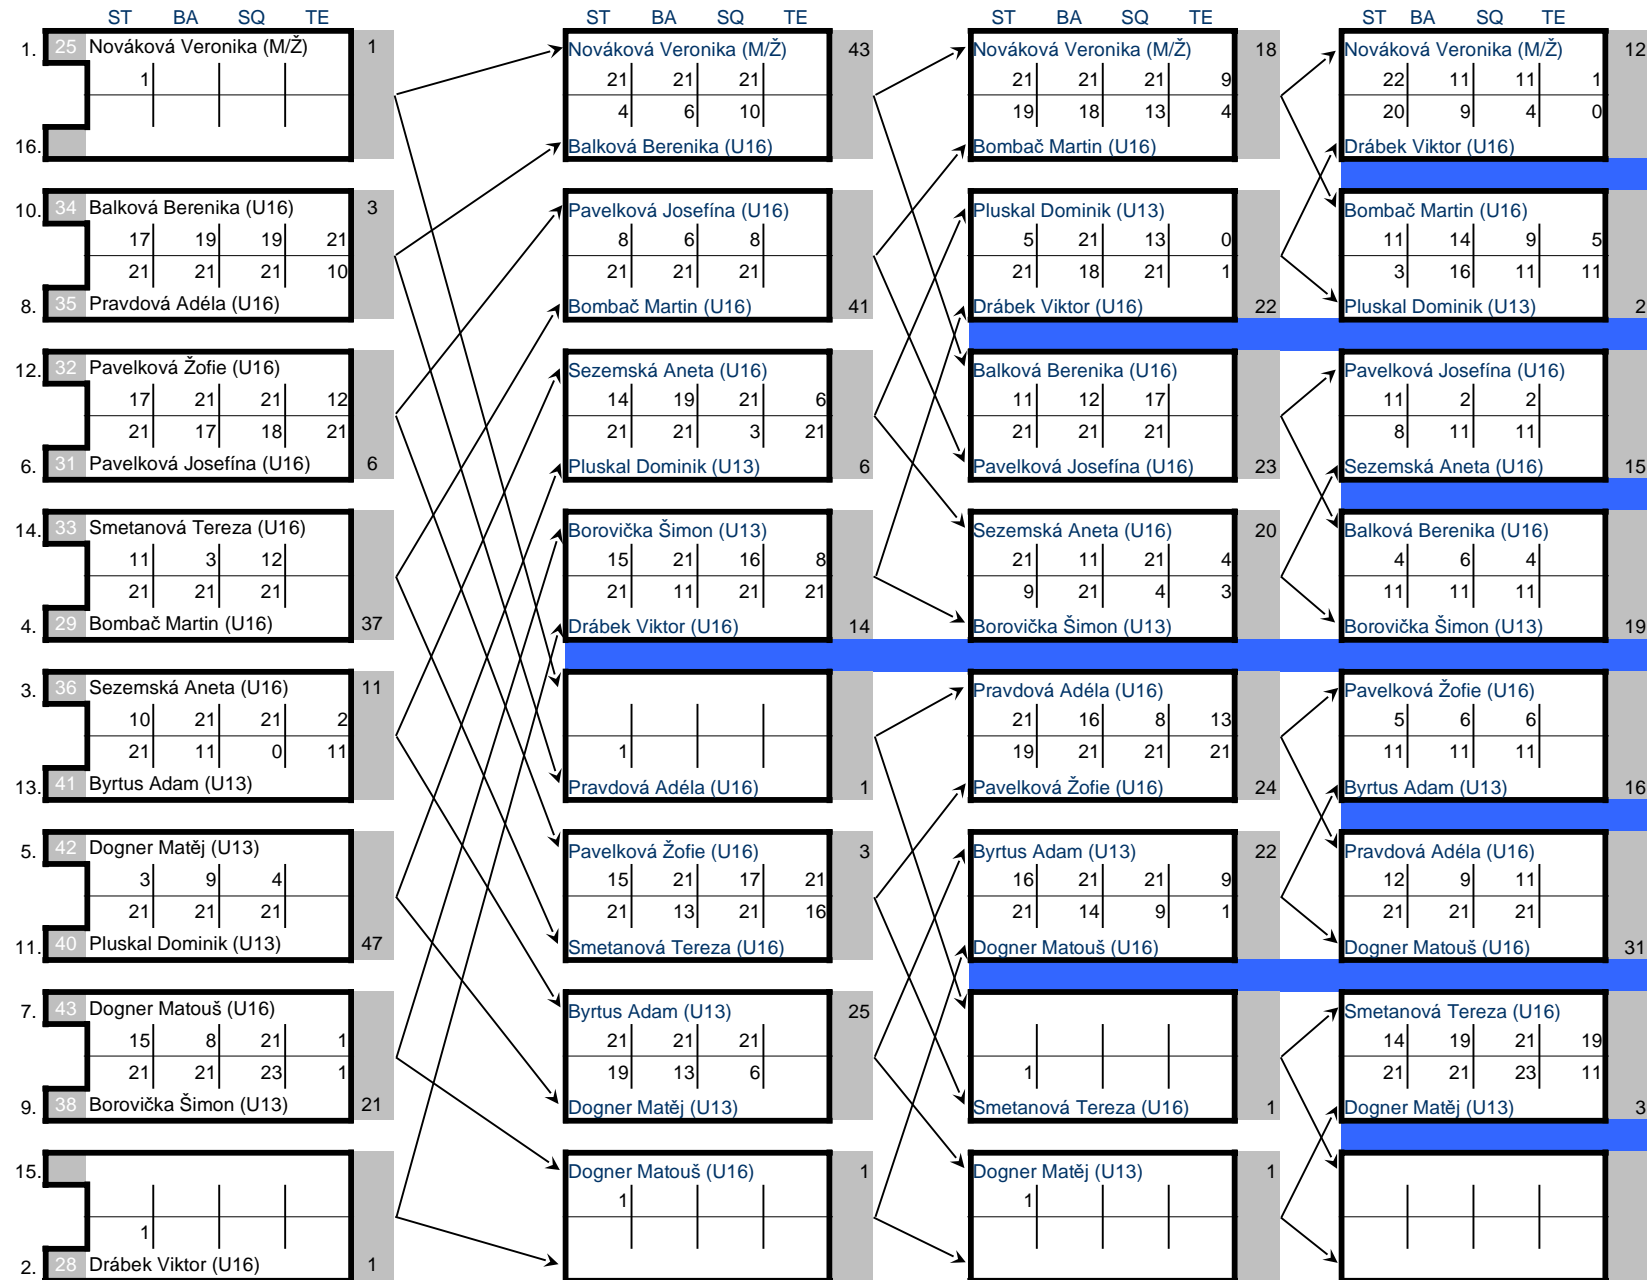 ST BA SQ TE ST BA SQ TE ST BA SQ TE ST BA SQ TE
1. 25 Nováková Veronika (M/Ž) 1 Nováková Veronika (M/Ž) 43 Nováková Veronika (M/Ž) 18 Nováková Veronika (M/Ž) 12
1 21 21 21 21 21 21 9 22 11 11 1
4 6 10 19 18 13 4 20 9 4 0
16. Balková Berenika (U16) Bombač Martin (U16) Drábek Viktor (U16)
10. 34 Balková Berenika (U16) 3 Pavelková Josefína (U16) Pluskal Dominik (U13) Bombač Martin (U16)
17 19 19 21 8 6 8 5 21 13 0 11 14 9 5
21 21 21 10 21 21 21 21 18 21 1 3 16 11 11
8. 35 Pravdová Adéla (U16) Bombač Martin (U16) 41 Drábek Viktor (U16) 22 Pluskal Dominik (U13) 2
12. 32 Pavelková Žofie (U16) Sezemská Aneta (U16) Balková Berenika (U16) Pavelková Josefína (U16)
17 21 21 12 14 19 21 6 11 12 17 11 2 2
21 17 18 21 21 21 3 21 21 21 21 8 11 11
6. 31 Pavelková Josefína (U16) 6 Pluskal Dominik (U13) 6 Pavelková Josefína (U16) 23 Sezemská Aneta (U16) 15
14. 33 Smetanová Tereza (U16) Borovička Šimon (U13) Sezemská Aneta (U16) 20 Balková Berenika (U16)
11 3 12 15 21 16 8 21 11 21 4 4 6 4
21 21 21 21 11 21 21 9 21 4 3 11 11 11
4. 29 Bombač Martin (U16) 37 Drábek Viktor (U16) 14 Borovička Šimon (U13) Borovička Šimon (U13) 19
3. 36 Sezemská Aneta (U16) 11 Pravdová Adéla (U16) Pavelková Žofie (U16)
10 21 21 2 21 16 8 13 5 6 6
21 11 0 11 1 19 21 21 21 11 11 11
13. 41 Byrtus Adam (U13) Pravdová Adéla (U16) 1 Pavelková Žofie (U16) 24 Byrtus Adam (U13) 16
5. 42 Dogner Matěj (U13) Pavelková Žofie (U16) 3 Byrtus Adam (U13) 22 Pravdová Adéla (U16)
3 9 4 15 21 17 21 16 21 21 9 12 9 11
21 21 21 21 13 21 16 21 14 9 1 21 21 21
11. 40 Pluskal Dominik (U13) 47 Smetanová Tereza (U16) Dogner Matouš (U16) Dogner Matouš (U16) 31
7. 43 Dogner Matouš (U16) Byrtus Adam (U13) 25 Smetanová Tereza (U16)
15 8 21 1 21 21 21 14 19 21 19
21 21 23 1 19 13 6 1 21 21 23 11
9. 38 Borovička Šimon (U13) 21 Dogner Matěj (U13) Smetanová Tereza (U16) 1 Dogner Matěj (U13) 3
15. Dogner Matouš (U16) 1 Dogner Matěj (U13) 1
1 1
1
2. 28 Drábek Viktor (U16) 1